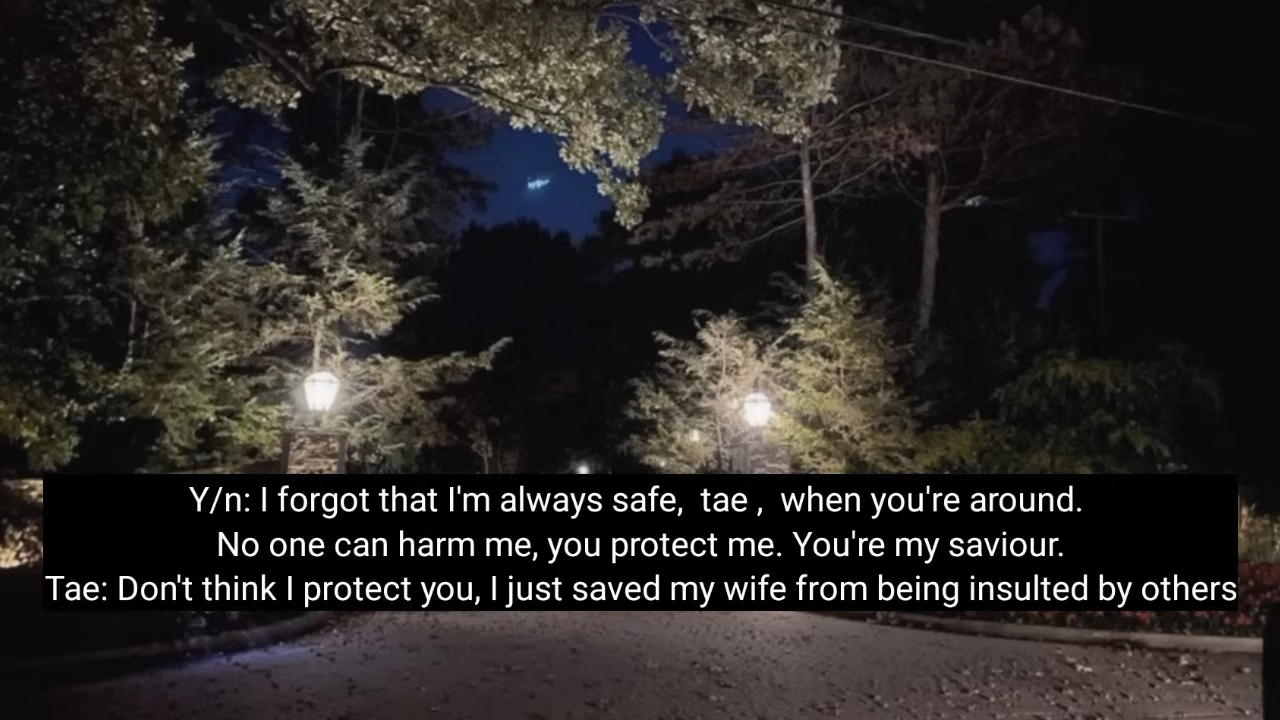 Y/n: I forgot that I'm always safe,  tae ,  when you're around.
No one can harm me, you protect me. You're my saviour.
Tae: Don't think I protect you, I just saved my wife from being insulted by others